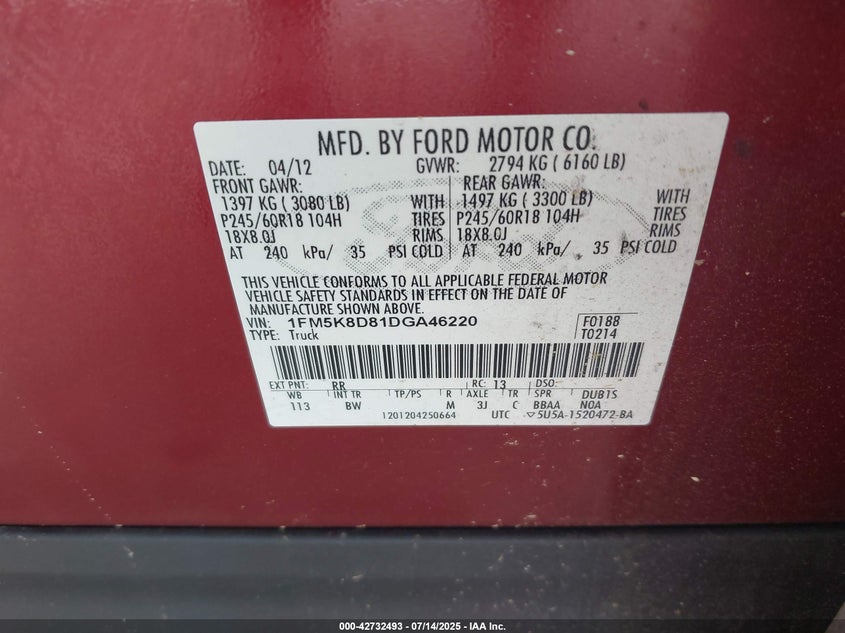 MFD. BY FORD MOTOR CO.
DATE: 04/12 GVWR: 2794 KG ( 6160 LB)
FRONT GAWR: REAR GAWR:
1397 KG ( 3080 LB) WITH 1497 KG ( 3300 LB) WITH
P245/60R18 104H TIRES P245/60R18 104H TIRES
18X8.0J RIMS 18X8.0J RIMS
AT 240 kPa/ 35 PSI COLD AT 240 kPa/ 35 PSI COLD
THIS VEHICLE CONFORMS TO ALL APPLICABLE FEDERAL MOTOR
VEHICLE SAFETY STANDARDS IN EFFECT ON THE DATE OF
MANUFACTURE SHOWN ABOVE.
VIN: 1FM5K8D81DGA46220 F0188
TYPE: Truck T0214
EXT PNT: RR RC: 13 DSO:
WB INT TR TP/PS R AXLE TR SPR DUB1S
113 BW M 3J C BBAA NOA
1201204250664 UTC ▽5U5A-1520472-BA
000-42732493 - 07/14/2025 - IAA Inc.